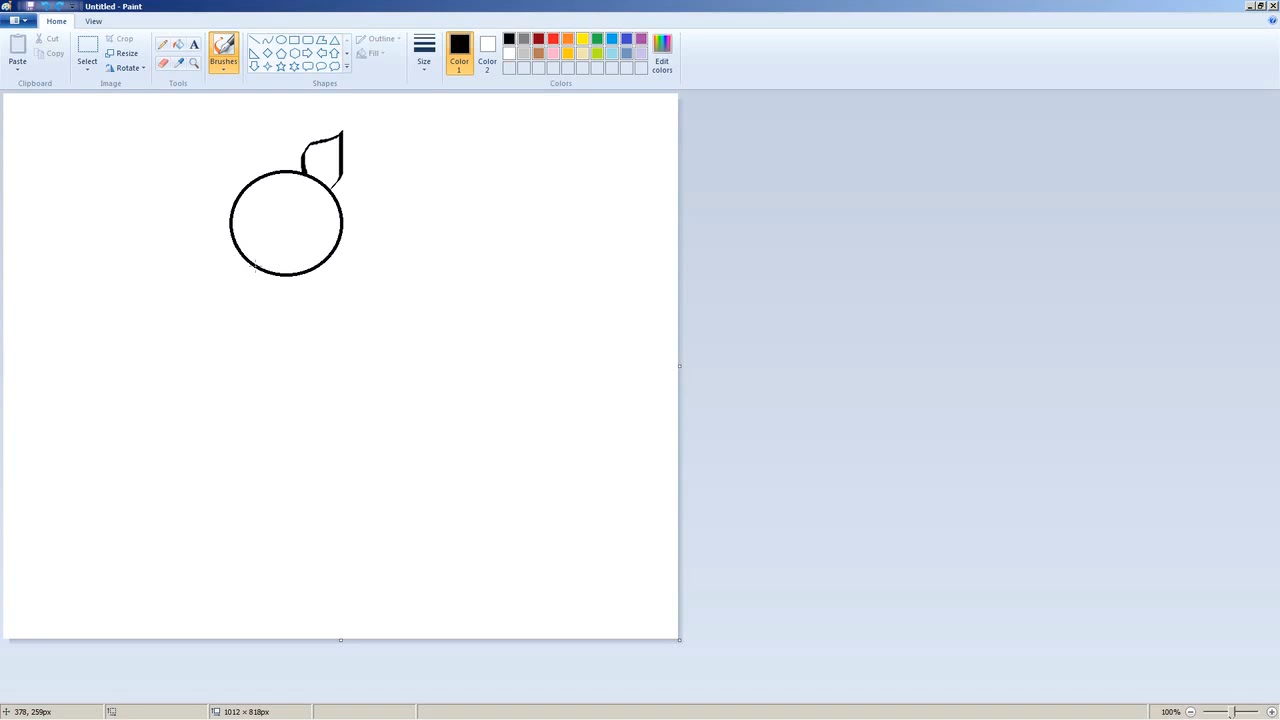 Untitled - Paint
Home View
Paste Cut Copy
Clipboard
Select Crop Resize Rotate
Image
A
Tools
Brushes
Outline Fill
Shapes
Size
Color 1 Color 2
Edit colors
Colors
378, 259px 1012 × 818px 100%